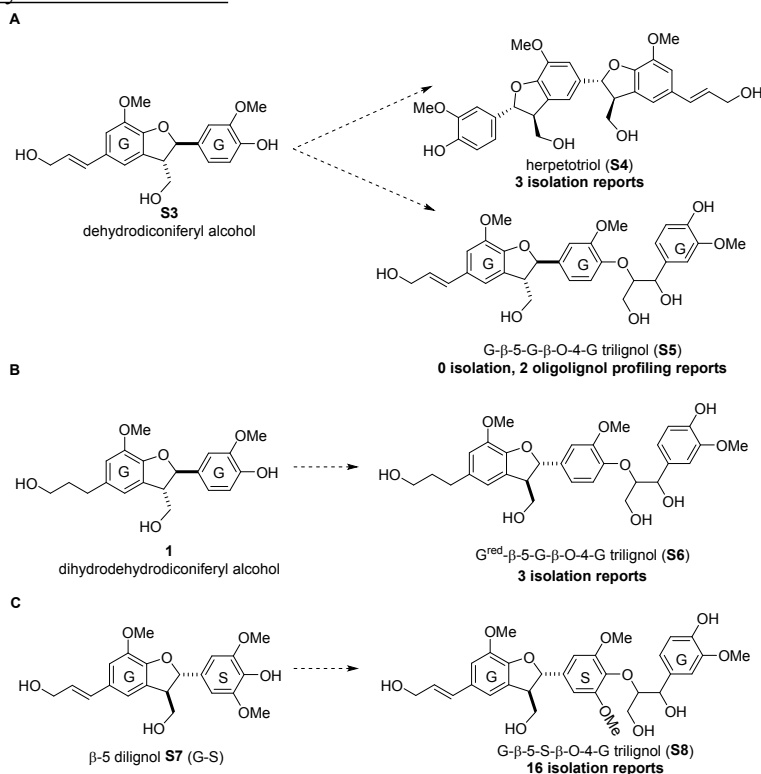 A
OMe
O
G
HO
HO
OMe
G
OH
S3
dehydrodiconiferyl alcohol
OMe
MeO
O
O
OH
MeO
HO
OH
OH
herpetotriol (S4)
3 isolation reports
OMe
O
G
HO
HO
OMe
G
O
OH
G
OMe
OH
OH
G-β-5-G-β-O-4-G trilignol (S5)
0 isolation, 2 oligolignol profiling reports
B
OMe
O
G
HO
HO
OMe
G
OH
1
dihydrodehydrodiconiferyl alcohol
OMe
O
G
HO
HO
OMe
O
OH
OMe
OH
OH
Gred-β-5-G-β-O-4-G trilignol (S6)
3 isolation reports
C
OMe
O
G
HO
HO
OMe
S
OH
OMe
β-5 dilignol S7 (G-S)
OMe
O
G
HO
HO
OMe
S
OMe
O
OH
G
OMe
OH
OH
G-β-5-S-β-O-4-G trilignol (S8)
16 isolation reports